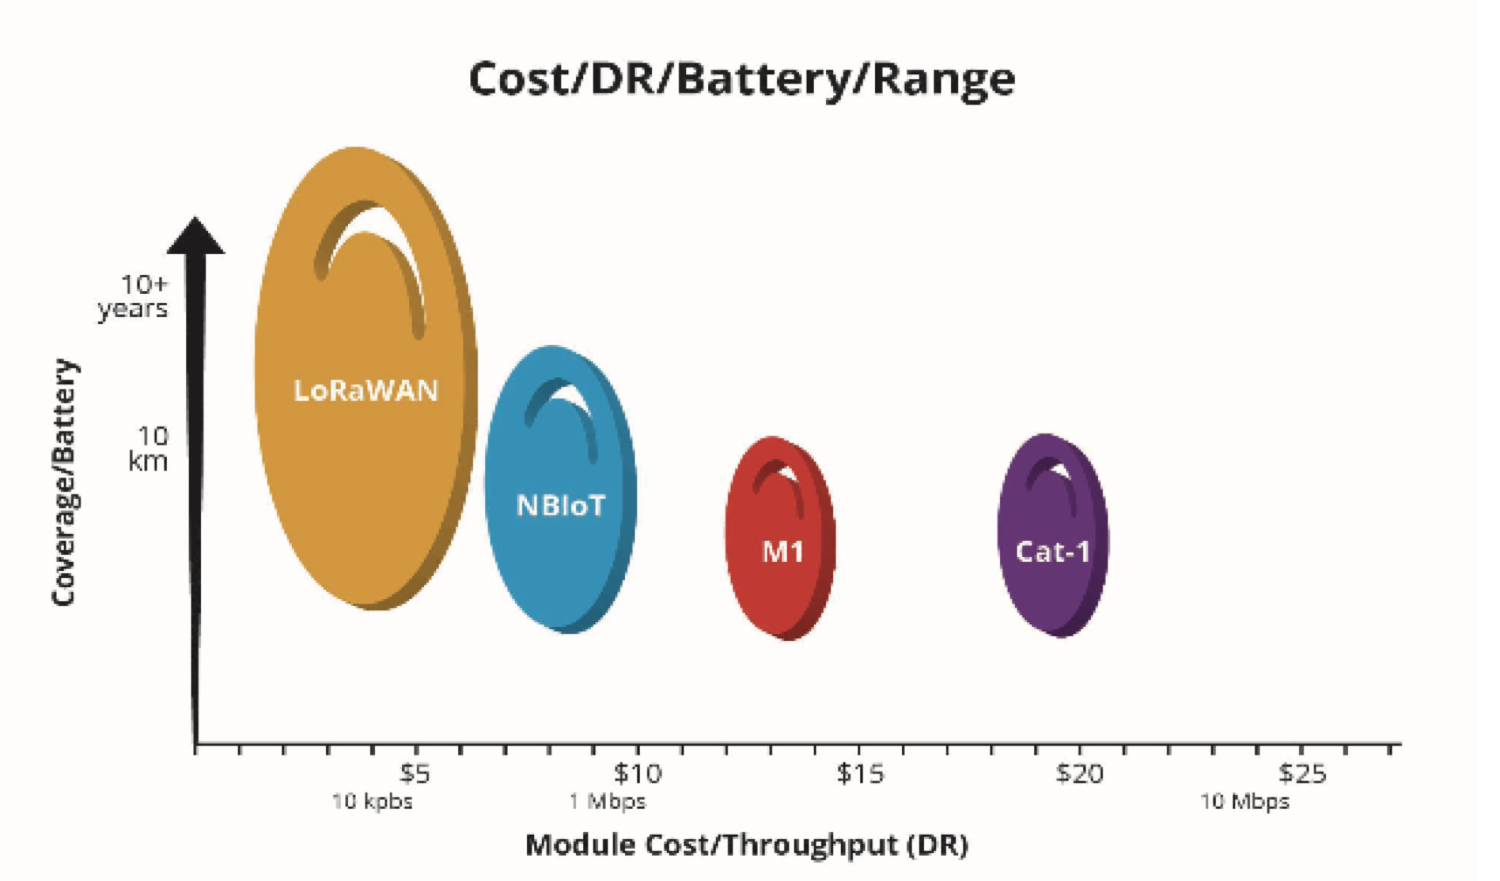 Cost/DR/Battery/Range
10+
years
10
km
Coverage/Battery
LoRaWAN
NBIoT
M1
Cat-1
$5
$10
$15
$20
$25
10 kpbs
1 Mbps
10 Mbps
Module Cost/Throughput (DR)